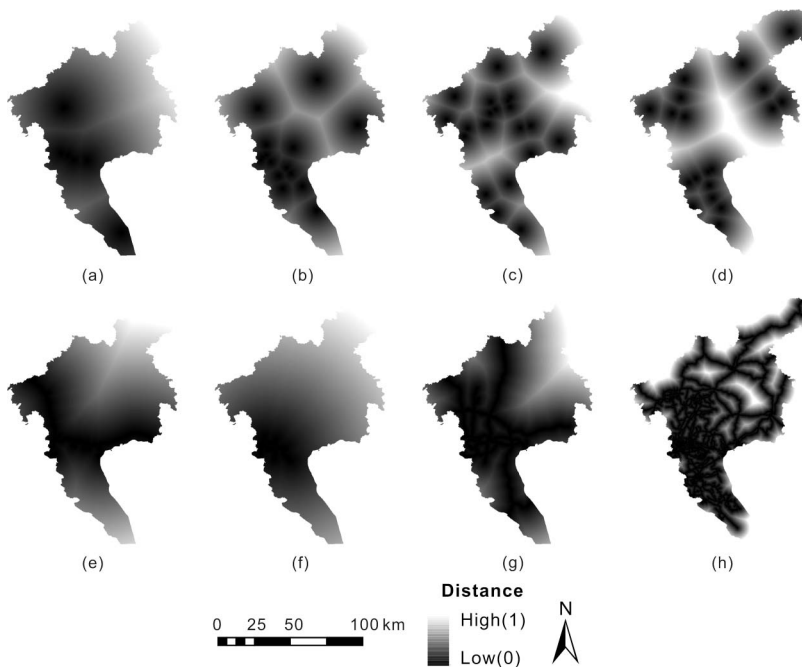 (a) (b) (c) (d)
(e) (f) (g) (h)
Distance
High(1)
Low(0)
N
0 25 50 100 km